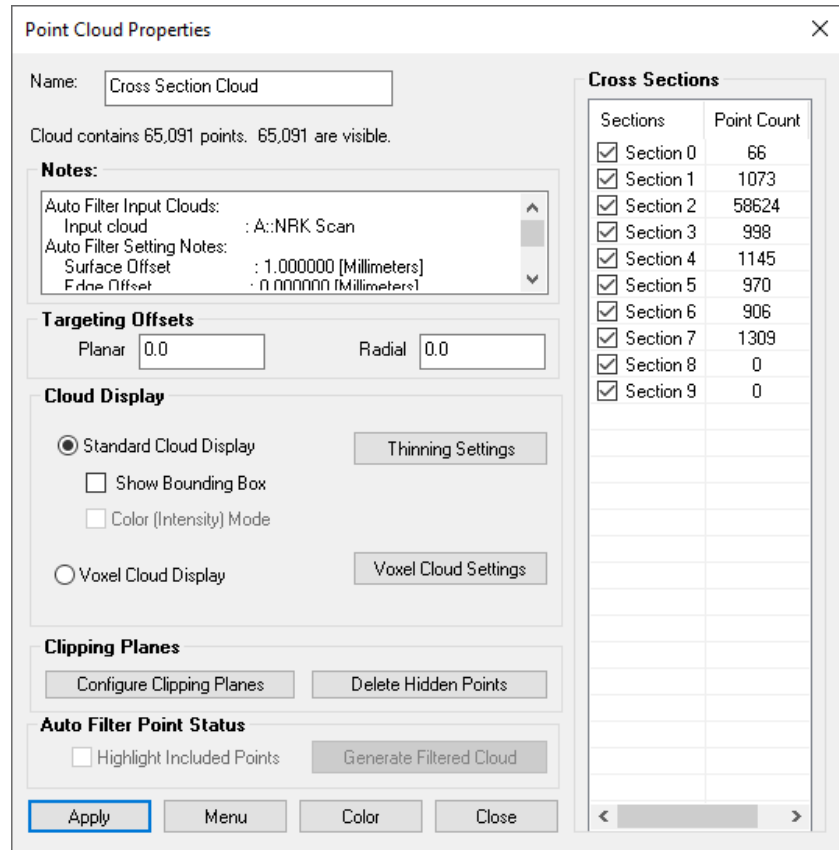 Point Cloud Properties
Name: Cross Section Cloud
Cloud contains 65,091 points. 65,091 are visible.
Notes:
Auto Filter Input Clouds:
Input cloud : A::NRK Scan
Auto Filter Setting Notes:
Surface Offset : 1.000000 [Millimeters]
Edge Offset : 0.000000 [Millimeters]
Targeting Offsets
Planar 0.0 Radial 0.0
Cloud Display
Standard Cloud Display Thinning Settings
Show Bounding Box
Color (Intensity) Mode
Voxel Cloud Display Voxel Cloud Settings
Clipping Planes
Configure Clipping Planes Delete Hidden Points
Auto Filter Point Status
Highlight Included Points Generate Filtered Cloud
Apply Menu Color Close
Cross Sections
Sections Point Count
Section 0 66
Section 1 1073
Section 2 58624
Section 3 998
Section 4 1145
Section 5 970
Section 6 906
Section 7 1309
Section 8 0
Section 9 0